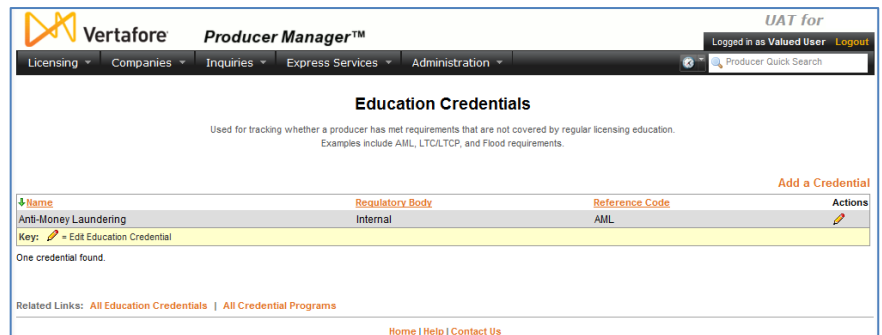 UAT for
Vertafore Producer Manager™
Logged in as Valued User Logout
Licensing Companies Inquiries Express Services Administration Producer Quick Search
Education Credentials
Used for tracking whether a producer has met requirements that are not covered by regular licensing education.
Examples include AML, LTC/LTCP, and Flood requirements.
Add a Credential
Name Regulatory Body Reference Code Actions
Anti-Money Laundering Internal AML
Key: = Edit Education Credential
One credential found.
Related Links: All Education Credentials | All Credential Programs
Home | Help | Contact Us